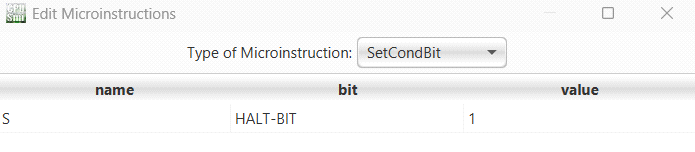 Edit Microinstructions
Type of Microinstruction: SetCondBit
name bit value
S HALT-BIT 1